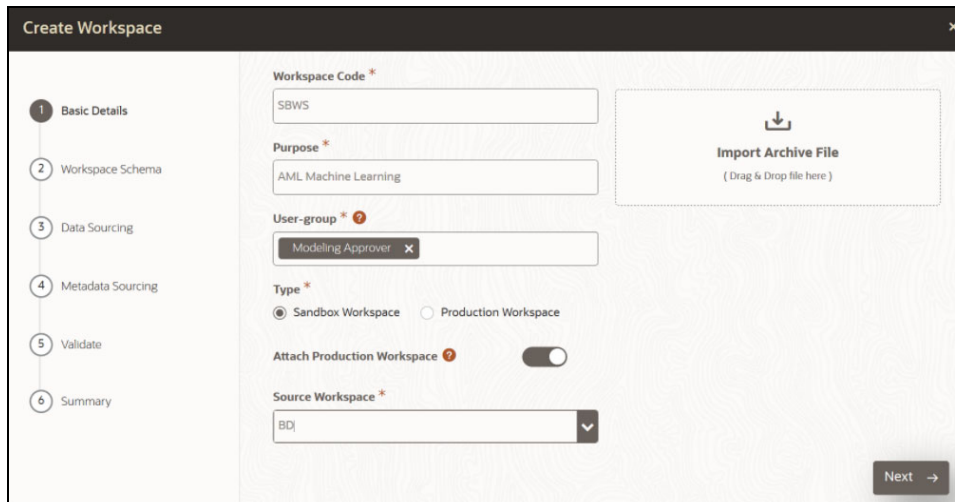 Create Workspace
1 Basic Details
2 Workspace Schema
3 Data Sourcing
4 Metadata Sourcing
5 Validate
6 Summary
Workspace Code *
SBWS
Purpose *
AML Machine Learning
User-group * ?
Modeling Approver ×
Type *
Sandbox Workspace Production Workspace
Attach Production Workspace ?
Source Workspace *
BD
Import Archive File
( Drag & Drop file here )
Next →